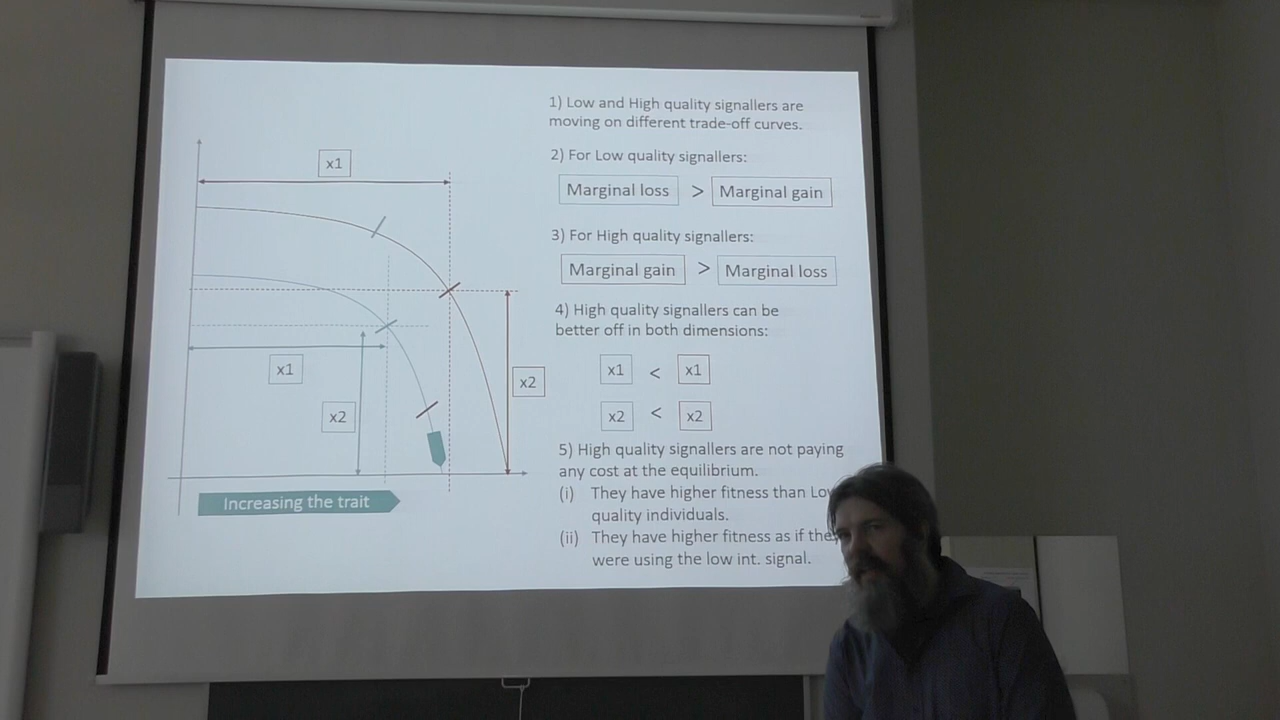 x1
x1
x2
x2
Increasing the trait
1) Low and High quality signallers are
moving on different trade-off curves.
2) For Low quality signallers:
Marginal loss > Marginal gain
3) For High quality signallers:
Marginal gain > Marginal loss
4) High quality signallers can be
better off in both dimensions:
x1 < x1
x2 < x2
5) High quality signallers are not paying
any cost at the equilibrium.
(i) They have higher fitness than Lo
quality individuals.
(ii) They have higher fitness as if the
were using the low int. signal.